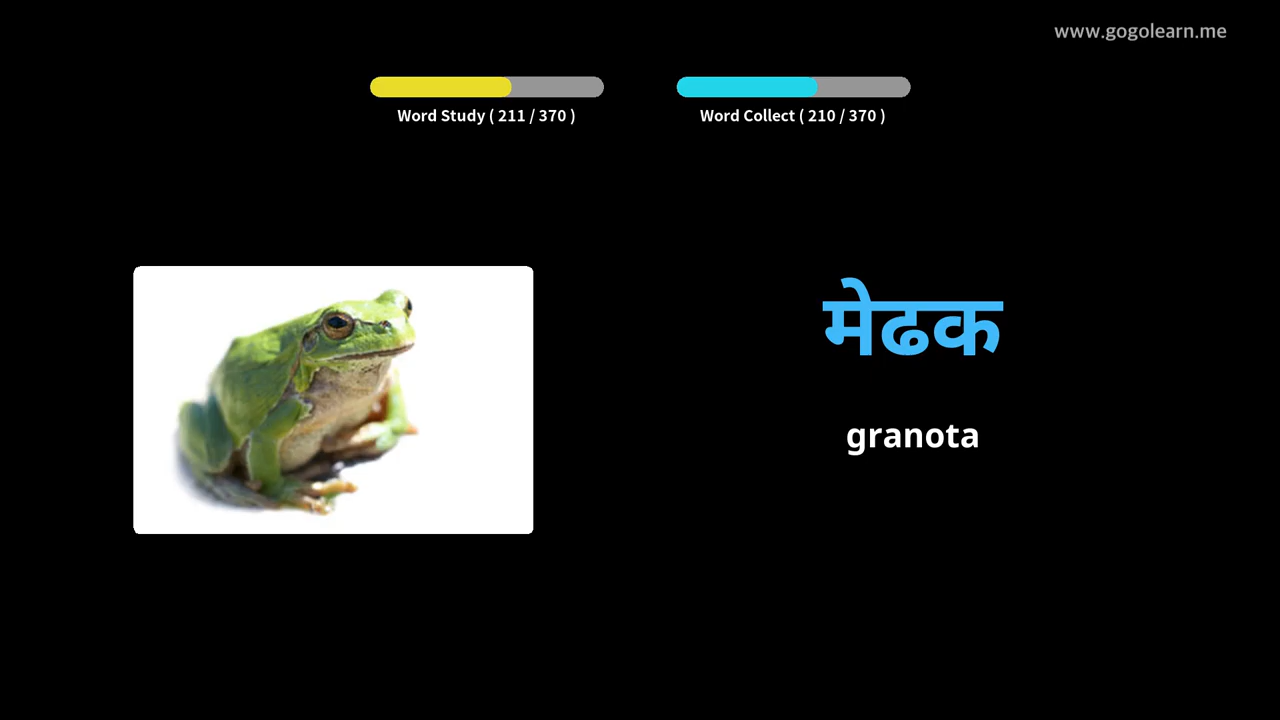 www.gogolearn.me
Word Study ( 211 / 370 )
Word Collect ( 210 / 370 )
मेढक
granota